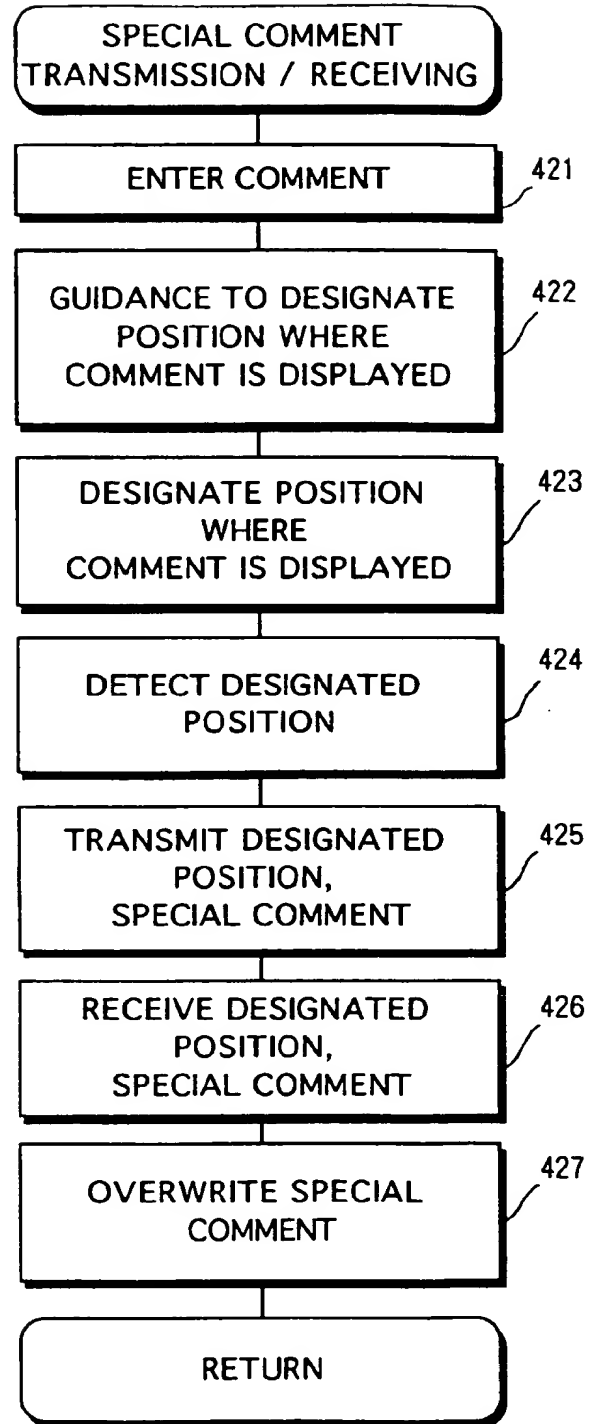 SPECIAL COMMENT
TRANSMISSION / RECEIVING
ENTER COMMENT
421
GUIDANCE TO DESIGNATE
POSITION WHERE
COMMENT IS DISPLAYED
422
DESIGNATE POSITION
WHERE
COMMENT IS DISPLAYED
423
DETECT DESIGNATED
POSITION
424
TRANSMIT DESIGNATED
POSITION,
SPECIAL COMMENT
425
RECEIVE DESIGNATED
POSITION,
SPECIAL COMMENT
426
OVERWRITE SPECIAL
COMMENT
427
RETURN